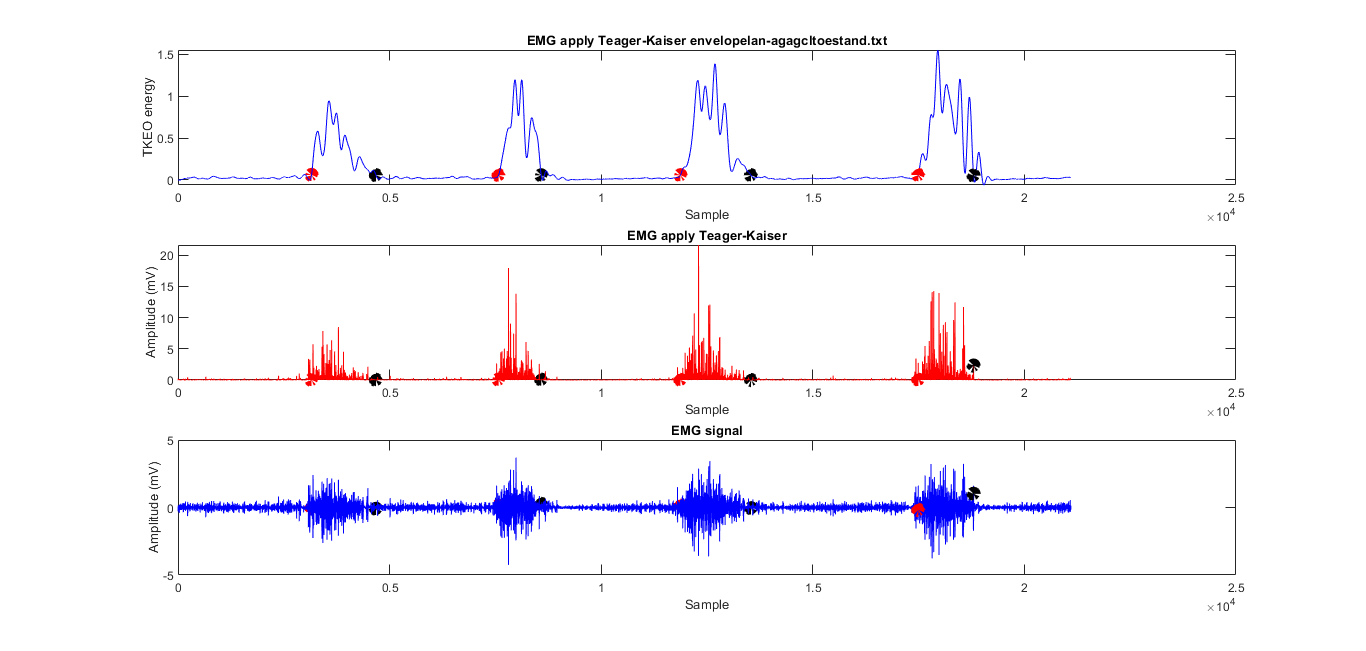 EMG apply Teager-Kaiser envelopelan-agagcltoestand.txt
1.5
1
0.5
0
TKEO energy
0 0.5 1 1.5 2 2.5
Sample
×10^4
EMG apply Teager-Kaiser
20
15
10
5
0
Amplitude (mV)
0 0.5 1 1.5 2 2.5
Sample
×10^4
EMG signal
5
0
-5
Amplitude (mV)
0 0.5 1 1.5 2 2.5
Sample
×10^4